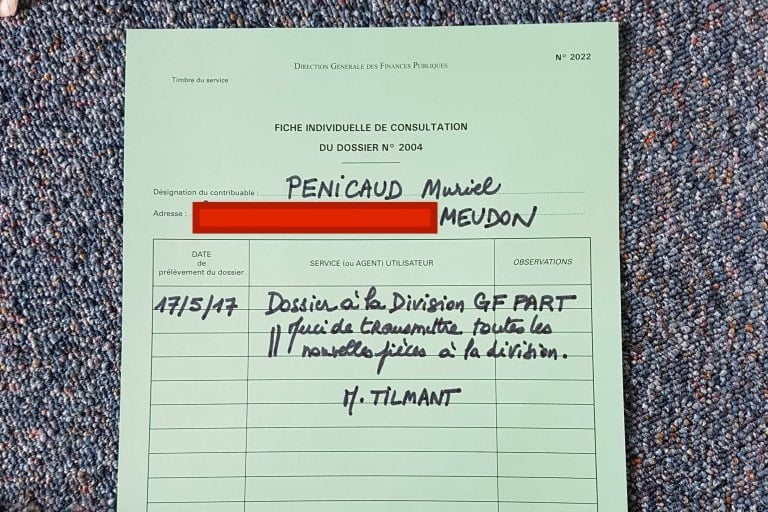 DIRECTION GÉNÉRALE DES FINANCES PUBLIQUES
N° 2022
Timbre du service
FICHE INDIVIDUELLE DE CONSULTATION
DU DOSSIER N° 2004
Désignation du contribuable : PENICAUD Muriel
Adresse : MEUDON
DATE de prélèvement du dossier
SERVICE (ou AGENT) UTILISATEUR
OBSERVATIONS
17/5/17 Dossier à la Division GF PART
Merci de transmettre toutes les
nouvelles pièces à la division.
M. TILMANT